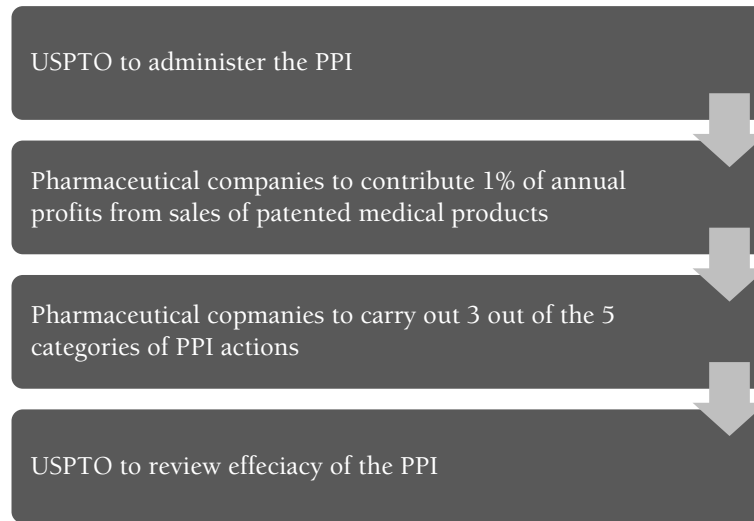 USPTO to administer the PPI
Pharmaceutical companies to contribute 1% of annual
profits from sales of patented medical products
Pharmaceutical copmanies to carry out 3 out of the 5
categories of PPI actions
USPTO to review effeciacy of the PPI